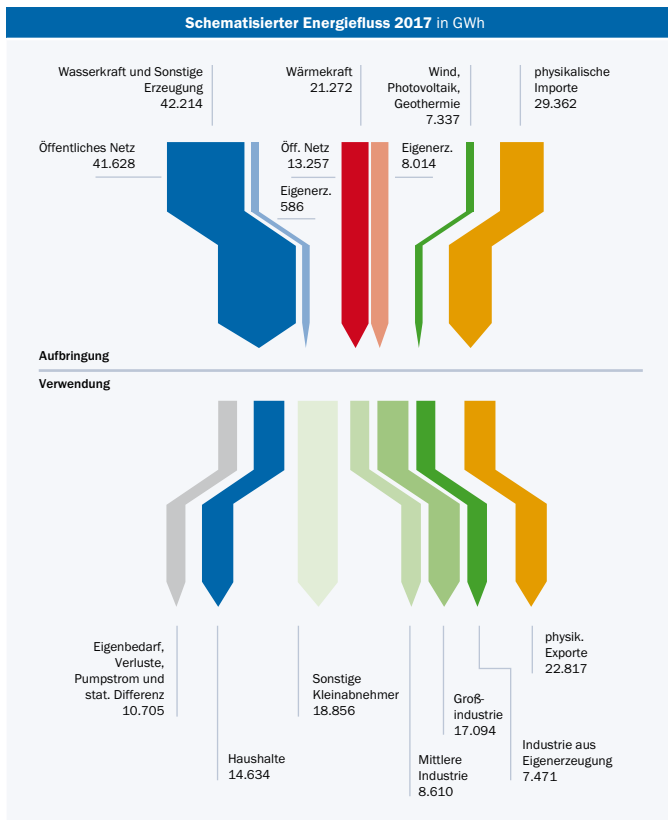 Schematisierter Energiefluss 2017 in GWh
Wasserkraft und Sonstige
Erzeugung
42.214
Wärmekraft
21.272
Wind,
Photovoltaik,
Geothermie
7.337
physikalische
Importe
29.362
Öffentliches Netz
41.628
Öff. Netz
13.257
Eigenerz.
8.014
Eigenerz.
586
Aufbringung
Verwendung
Eigenbedarf,
Verluste,
Pumpstrom und
stat. Differenz
10.705
Haushalte
14.634
Sonstige
Kleinabnehmer
18.856
Mittlere
Industrie
8.610
Groß-
industrie
17.094
Industrie aus
Eigenerzeugung
7.471
physik.
Exporte
22.817